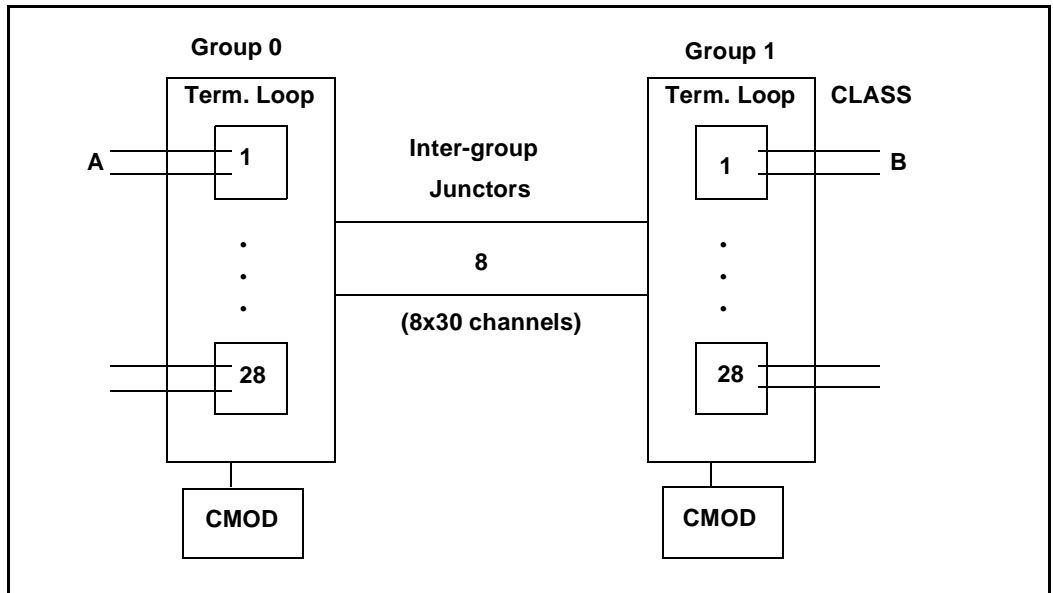 Group 0
Group 1
Term. Loop
Term. Loop
CLASS
A
1
Inter-group
Junctors
1
B
8
(8x30 channels)
28
28
CMOD
CMOD